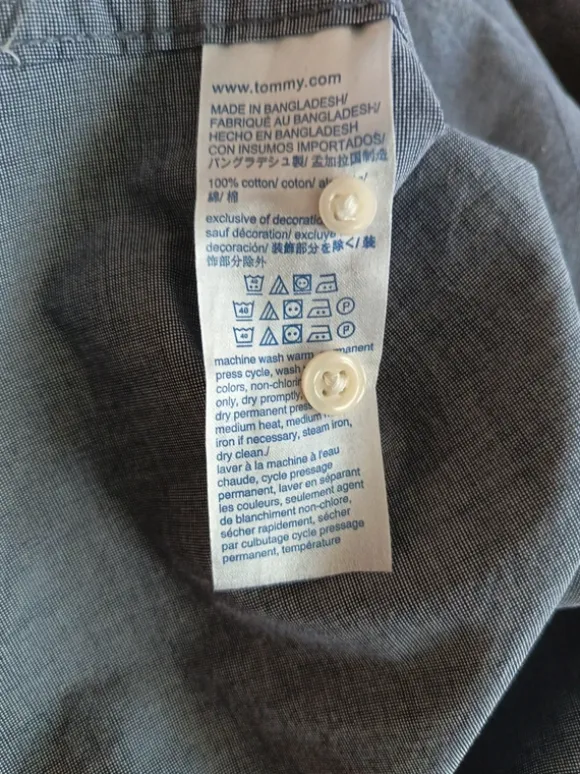 www.tommy.com
MADE IN BANGLADESH/
FABRIQUÉ AU BANGLADESH/
HECHO EN BANGLADESH
CON INSUMOS IMPORTADOS/
バングラデシュ製/ 孟加拉国制造
100% cotton/ coton/
綿/ 棉
exclusive of
sauf décoration/
decoración/ 装飾部分を除く/ 装
饰部分除外
40
40 P
40 P
machine wash warm
press cycle, wash
colors,
only, dry promptly,
dry permanent
medium heat, medium
iron if necessary, steam iron,
dry clean./
laver à la machine à l'eau
chaude, cycle pressage
permanent, laver en séparant
les couleurs, seulement agent
de blanchiment non-chlore,
sécher rapidement, sécher
par culbutage cycle pressage
permanent, température